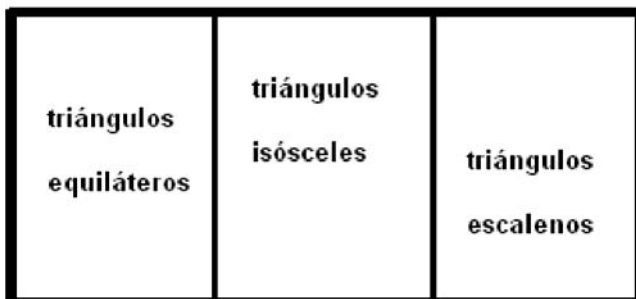 triángulos
equiláteros
triángulos
isósceles
triángulos
escalenos